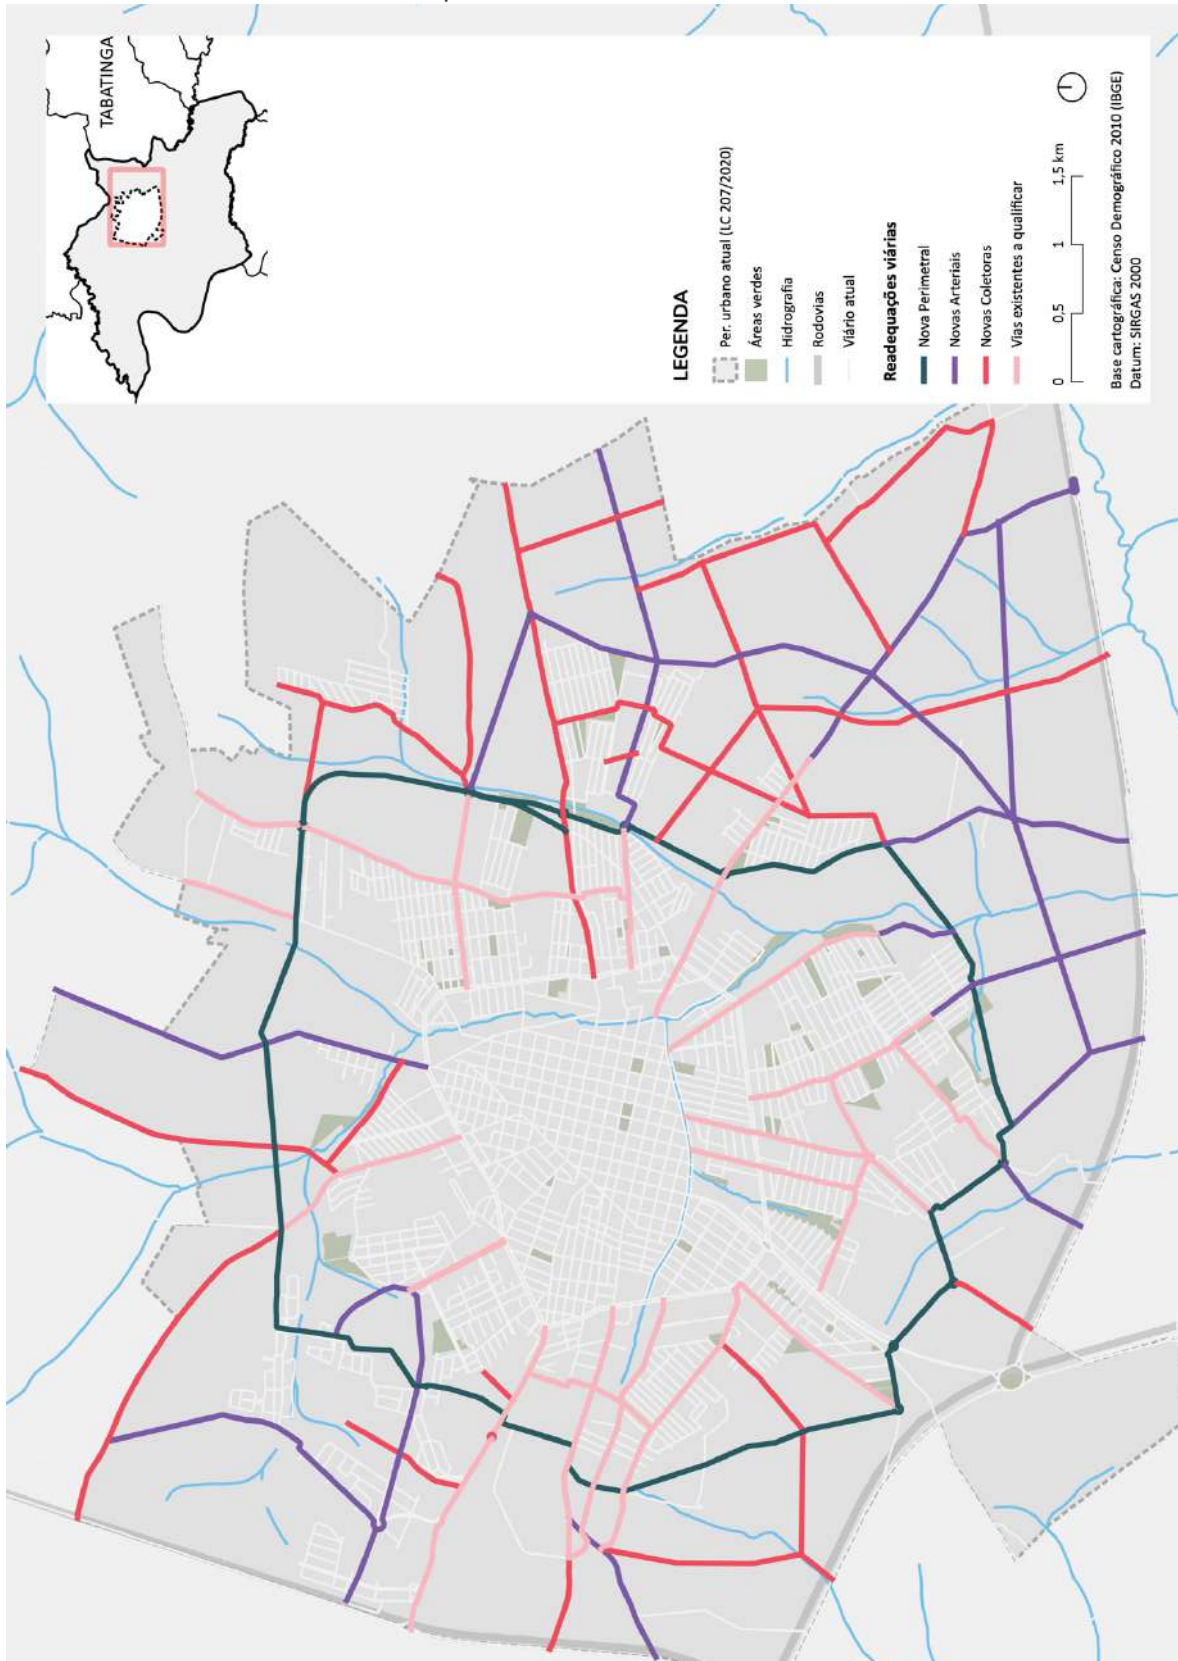 TABATINGA
LEGENDA
Per. urbano atual (LC 207/2020)
Áreas verdes
Hidrografia
Rodovias
Viário atual
Readequações viárias
Nova Perimetral
Novas Arteriais
Novas Coletoras
Vias existentes a qualificar
0 0,5 1 1,5 km
Base cartográfica: Censo Demográfico 2010 (IBGE)
Datum: SIRGAS 2000